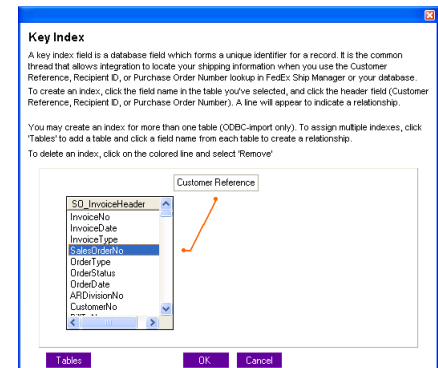 Key Index
A key index field is a database field which forms a unique identifier for a record. It is the common
thread that allows integration to locate your shipping information when you use the Customer
Reference, Recipient ID, or Purchase Order Number lookup in FedEx Ship Manager or your database.
To create an index, click the field name in the table you've selected, and click the header field (Customer
Reference, Recipient ID, or Purchase Order Number). A line will appear to indicate a relationship.
You may create an index for more than one table (ODBC-import only). To assign multiple indexes, click
'Tables' to add a table and click a field name from each table to create a relationship.
To delete an index, click on the colored line and select 'Remove'
Customer Reference
SO_InvoiceHeader
InvoiceNo
InvoiceDate
InvoiceType
SalesOrderNo
OrderType
OrderStatus
OrderDate
ARDivisionNo
CustomerNo
Tables OK Cancel